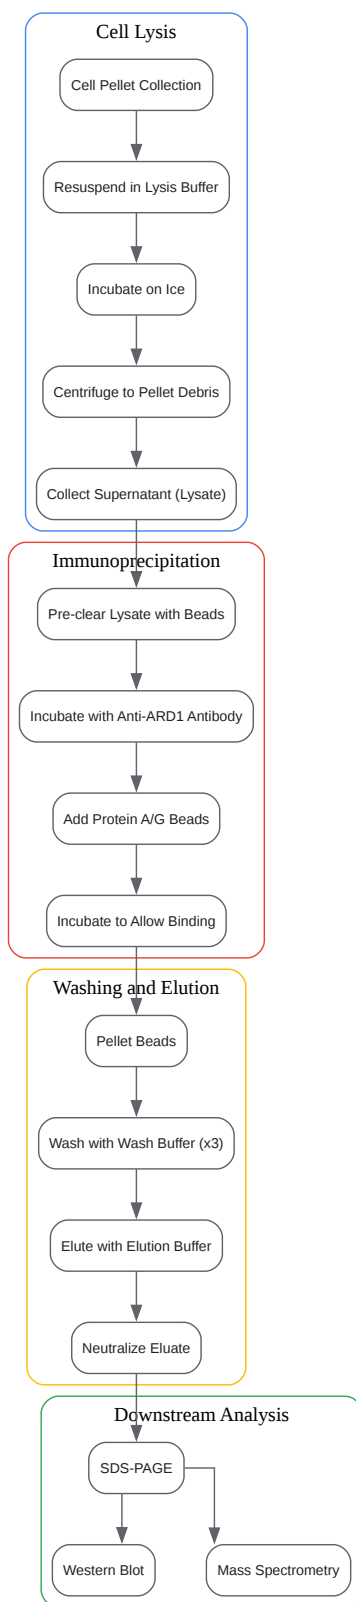 Cell Lysis
Cell Pellet Collection
Resuspend in Lysis Buffer
Incubate on Ice
Centrifuge to Pellet Debris
Collect Supernatant (Lysate)
Immunoprecipitation
Pre-clear Lysate with Beads
Incubate with Anti-ARD1 Antibody
Add Protein A/G Beads
Incubate to Allow Binding
Washing and Elution
Pellet Beads
Wash with Wash Buffer (x3)
Elute with Elution Buffer
Neutralize Eluate
Downstream Analysis
SDS-PAGE
Western Blot
Mass Spectrometry